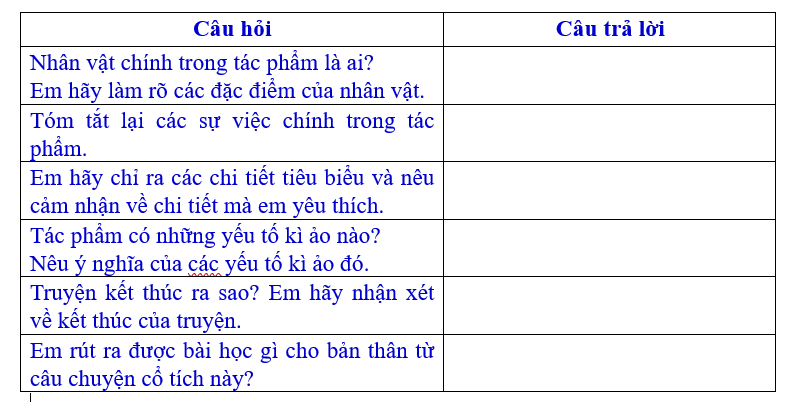 Câu hỏi
Câu trả lời
Nhân vật chính trong tác phẩm là ai?
Em hãy làm rõ các đặc điểm của nhân vật.
Tóm tắt lại các sự việc chính trong tác
phẩm.
Em hãy chỉ ra các chi tiết tiêu biểu và nêu
cảm nhận về chi tiết mà em yêu thích.
Tác phẩm có những yếu tố kì ảo nào?
Nêu ý nghĩa của các yếu tố kì ảo đó.
Truyện kết thúc ra sao? Em hãy nhận xét
về kết thúc của truyện.
Em rút ra được bài học gì cho bản thân từ
câu chuyện cổ tích này?